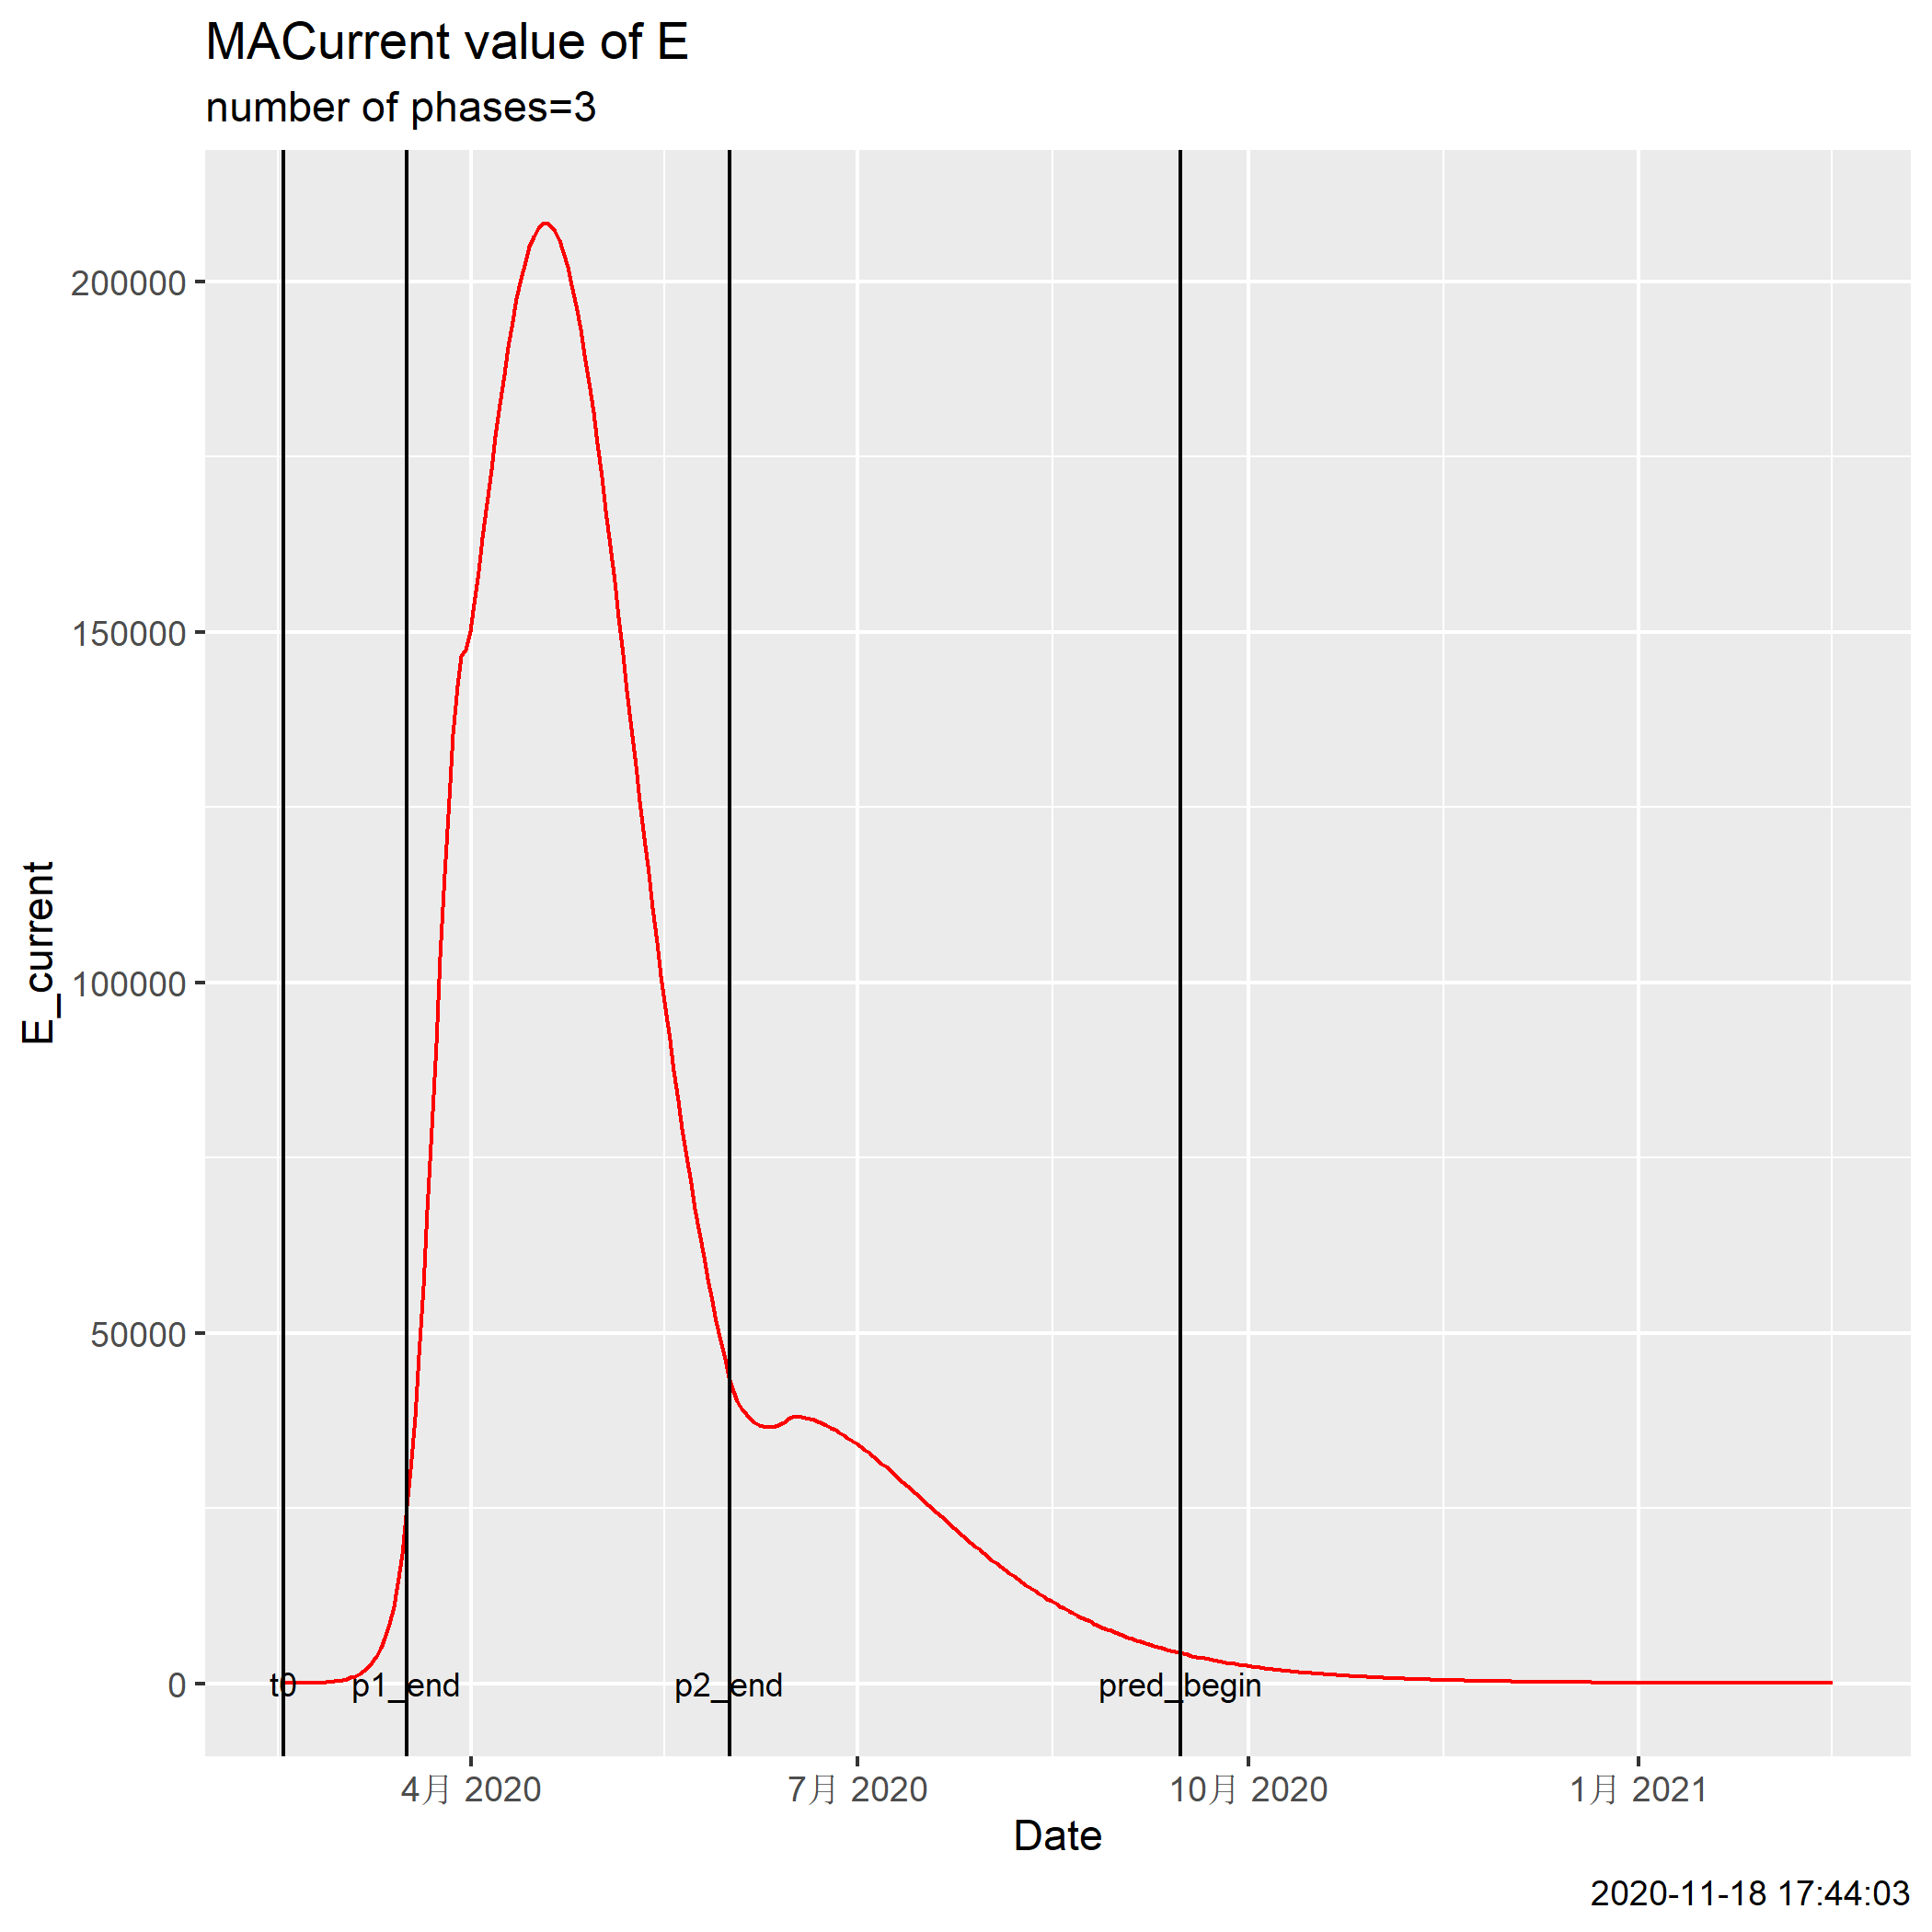 MACurrent value of E
number of phases=3
200000
150000
100000
50000
0
E_current
t0
p1_end
p2_end
pred_begin
4月 2020
7月 2020
10月 2020
1月 2021
Date
2020-11-18 17:44:03